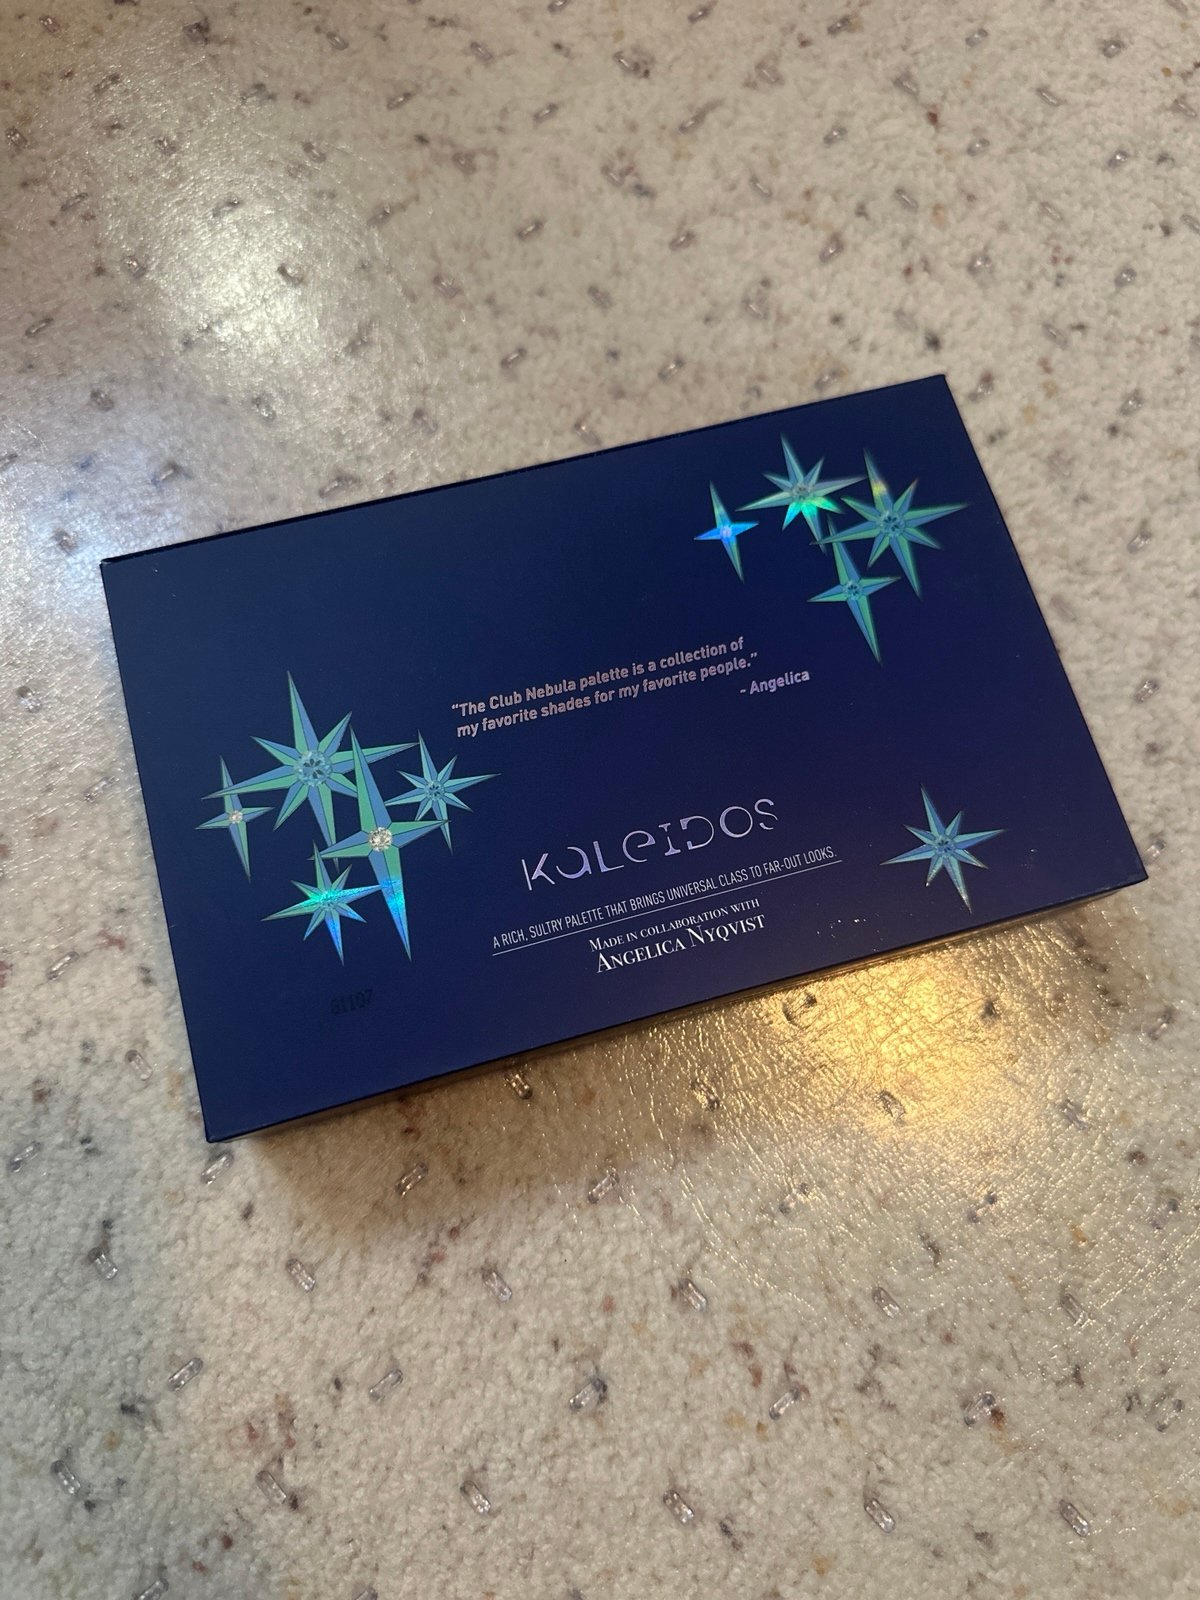 “The Club Nebula palette is a collection of
my favorite shades for my favorite people.”
- Angelica
KALEIDOS
A RICH, SULTRY PALETTE THAT BRINGS UNIVERSAL CLASS TO FAR-OUT LOOKS.
MADE IN COLLABORATION WITH
ANGELICA NYQVIST